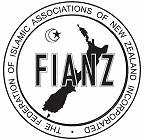 • THE FEDERATION OF ISLAMIC ASSOCIATIONS OF NEW ZEALAND INCORPORATED •
FIANZ